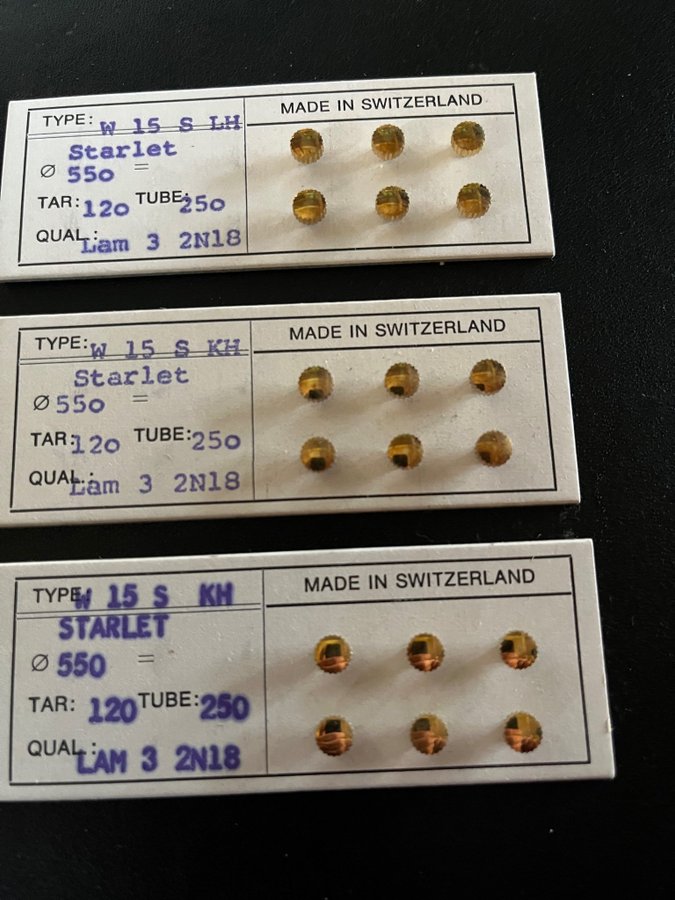 TYPE: W 15 S LH
MADE IN SWITZERLAND
Starlet
Ø 55o =
TAR: 12o TUBE: 25o
QUAL.: Lam 3 2N18
TYPE: W 15 S KH
MADE IN SWITZERLAND
Starlet
Ø 55o =
TAR: 12o TUBE: 25o
QUAL.: Lam 3 2N18
TYPE: W 15 S KH
MADE IN SWITZERLAND
STARLET
Ø 550 =
TAR: 120 TUBE: 250
QUAL.: LAM 3 2N18